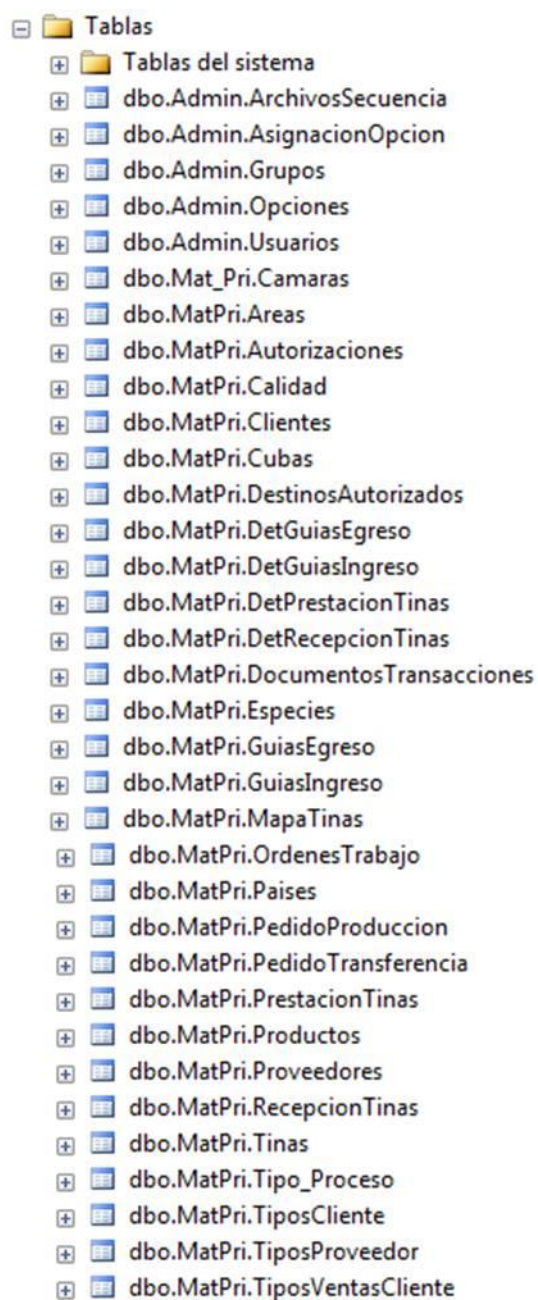 Tablas
Tablas del sistema
dbo.Admin.ArchivosSecuencia
dbo.Admin.AsignacionOpcion
dbo.Admin.Grupos
dbo.Admin.Opciones
dbo.Admin.Usuarios
dbo.Mat_Pri.Camaras
dbo.MatPri.Areas
dbo.MatPri.Autorizaciones
dbo.MatPri.Calidad
dbo.MatPri.Clientes
dbo.MatPri.Cubas
dbo.MatPri.DestinosAutorizados
dbo.MatPri.DetGuiasEgreso
dbo.MatPri.DetGuiasIngreso
dbo.MatPri.DetPrestacionTinas
dbo.MatPri.DetRecepcionTinas
dbo.MatPri.DocumentosTransacciones
dbo.MatPri.Especies
dbo.MatPri.GuiasEgreso
dbo.MatPri.GuiasIngreso
dbo.MatPri.MapaTinas
dbo.MatPri.OrdenesTrabajo
dbo.MatPri.Paises
dbo.MatPri.PedidoProduccion
dbo.MatPri.PedidoTransferencia
dbo.MatPri.PrestacionTinas
dbo.MatPri.Productos
dbo.MatPri.Proveedores
dbo.MatPri.RecepcionTinas
dbo.MatPri.Tinas
dbo.MatPri.Tipo_Proceso
dbo.MatPri.TiposCliente
dbo.MatPri.TiposProveedor
dbo.MatPri.TiposVentasCliente